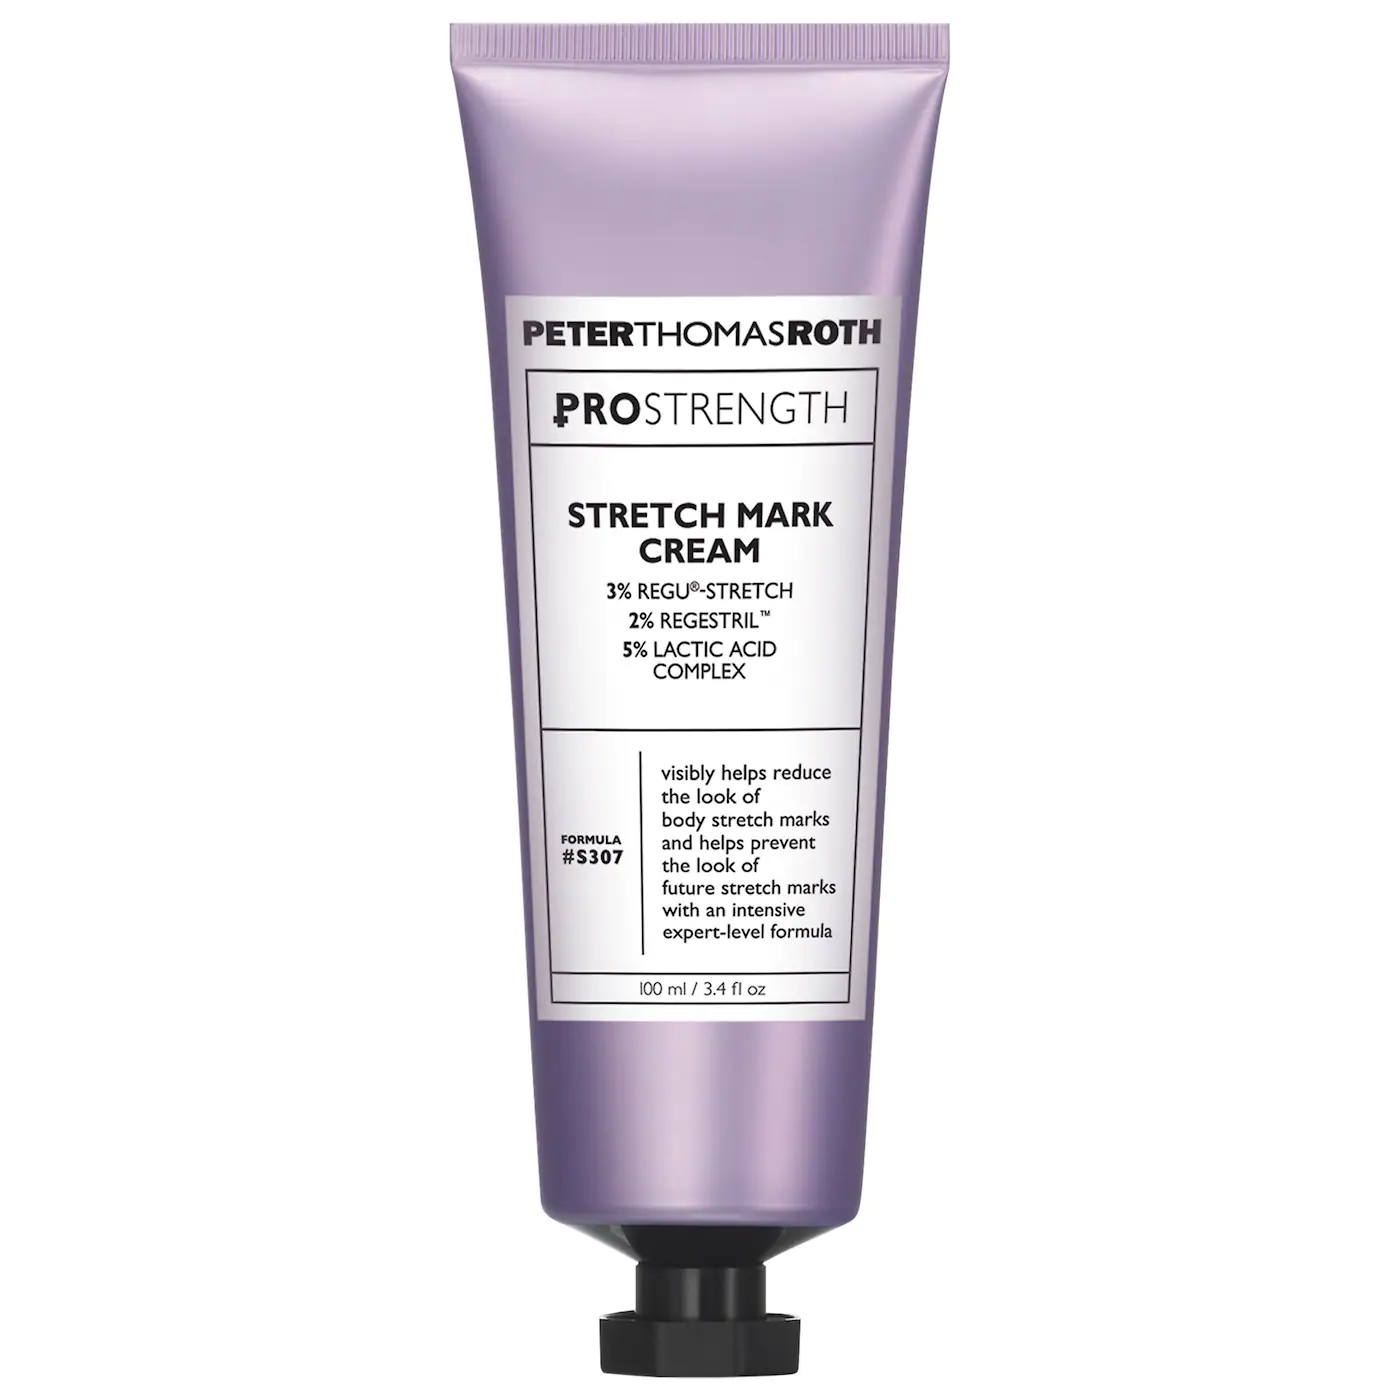 PETERTHOMASROTH
PROSTRENGTH
STRETCH MARK
CREAM
3% REGU®-STRETCH
2% REGESTRIL™
5% LACTIC ACID
COMPLEX
FORMULA
#S307
visibly helps reduce
the look of
body stretch marks
and helps prevent
the look of
future stretch marks
with an intensive
expert-level formula
100 ml / 3.4 fl oz